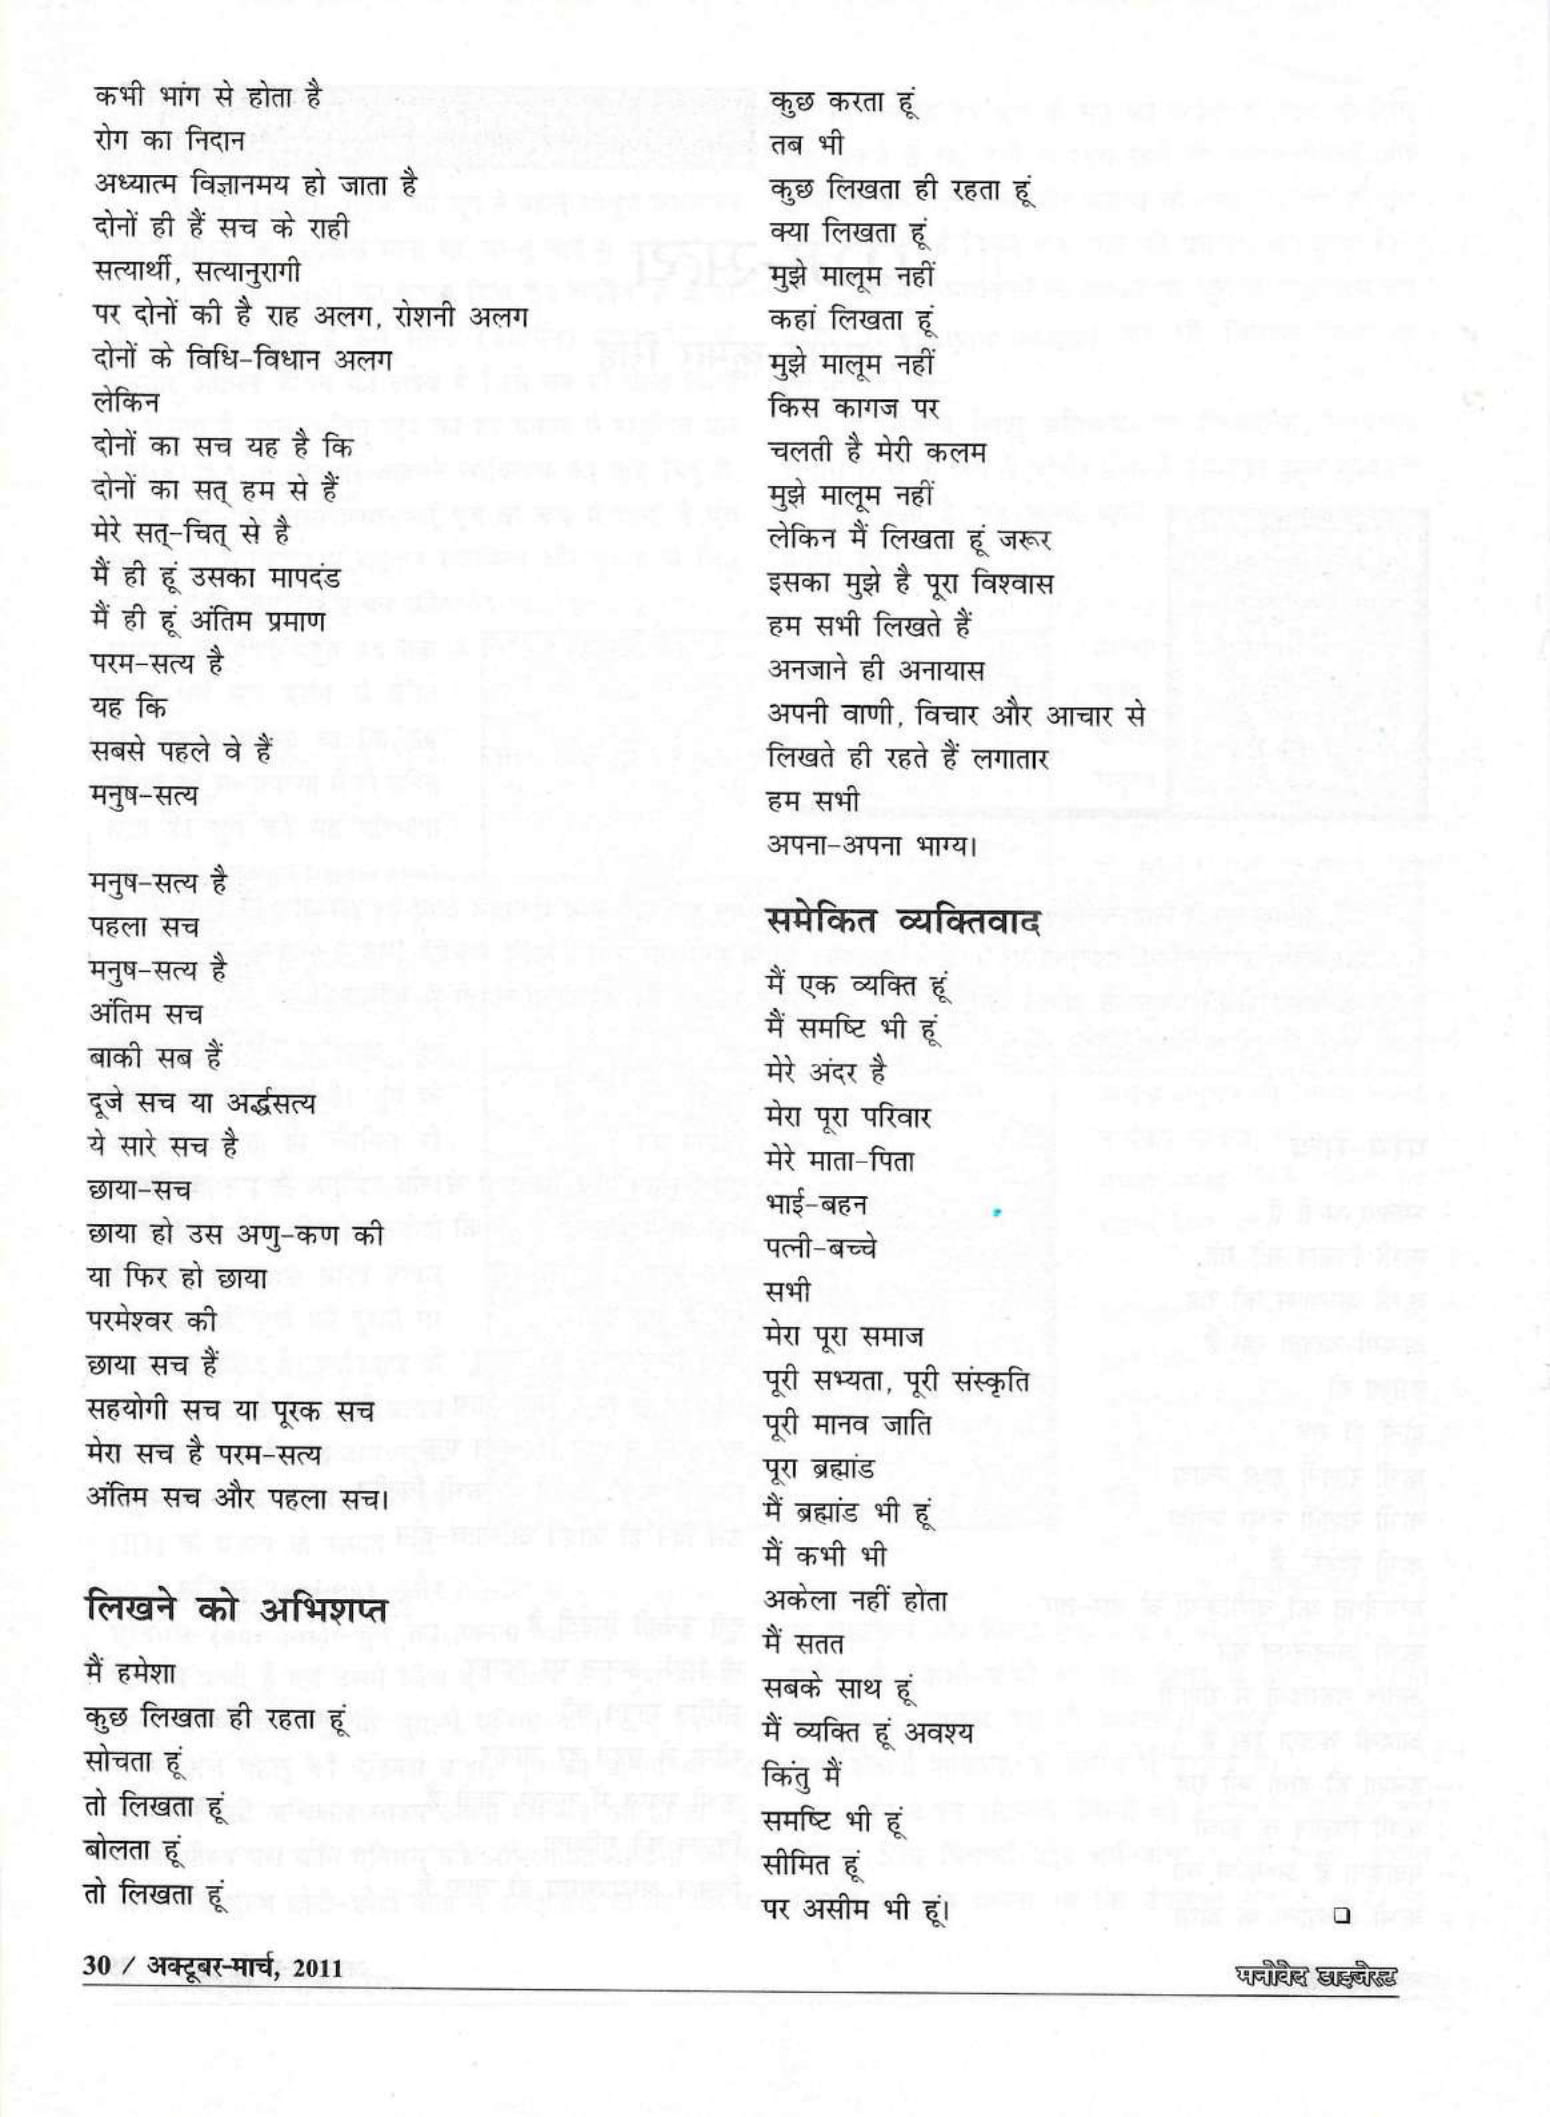 कभी भांग से होता है
रोग का निदान
अध्यात्म विज्ञानमय हो जाता है
दोनों ही हैं सच के राही
सत्यार्थी, सत्यानुरागी
पर दोनों की है राह अलग, रोशनी अलग
दोनों के विधि-विधान अलग
लेकिन
दोनों का सच यह है कि
दोनों का सत् हम से हैं
मेरे सत्-चित् से है
मैं ही हूं उसका मापदंड
मैं ही हूं अंतिम प्रमाण
परम-सत्य है
यह कि
सबसे पहले वे हैं
मनुष-सत्य

मनुष-सत्य है
पहला सच
मनुष-सत्य है
अंतिम सच
बाकी सब हैं
दूजे सच या अर्द्धसत्य
ये सारे सच है
छाया-सच
छाया हो उस अणु-कण की
या फिर हो छाया
परमेश्वर की
छाया सच हैं
सहयोगी सच या पूरक सच
मेरा सच है परम-सत्य
अंतिम सच और पहला सच।

लिखने को अभिशप्त
मैं हमेशा
कुछ लिखता ही रहता हूं
सोचता हूं
तो लिखता हूं
बोलता हूं
तो लिखता हूं
कुछ करता हूं
तब भी
कुछ लिखता ही रहता हूं
क्या लिखता हूं
मुझे मालूम नहीं
कहां लिखता हूं
मुझे मालूम नहीं
किस कागज पर
चलती है मेरी कलम
मुझे मालूम नहीं
लेकिन मैं लिखता हूं जरूर
इसका मुझे है पूरा विश्वास
हम सभी लिखते हैं
अनजाने ही अनायास
अपनी वाणी, विचार और आचार से
लिखते ही रहते हैं लगातार
हम सभी
अपना-अपना भाग्य।

समेकित व्यक्तिवाद
मैं एक व्यक्ति हूं
मैं समष्टि भी हूं
मेरे अंदर है
मेरा पूरा परिवार
मेरे माता-पिता
भाई-बहन
पत्नी-बच्चे
सभी
मेरा पूरा समाज
पूरी सभ्यता, पूरी संस्कृति
पूरी मानव जाति
पूरा ब्रह्मांड
मैं ब्रह्मांड भी हूं
मैं कभी भी
अकेला नहीं होता
मैं सतत
सबके साथ हूं
मैं व्यक्ति हूं अवश्य
किंतु मैं
समष्टि भी हूं
सीमित हूं
पर असीम भी हूं।
30 / अक्टूबर-मार्च, 2011
मनोवेद डाइजेस्ट